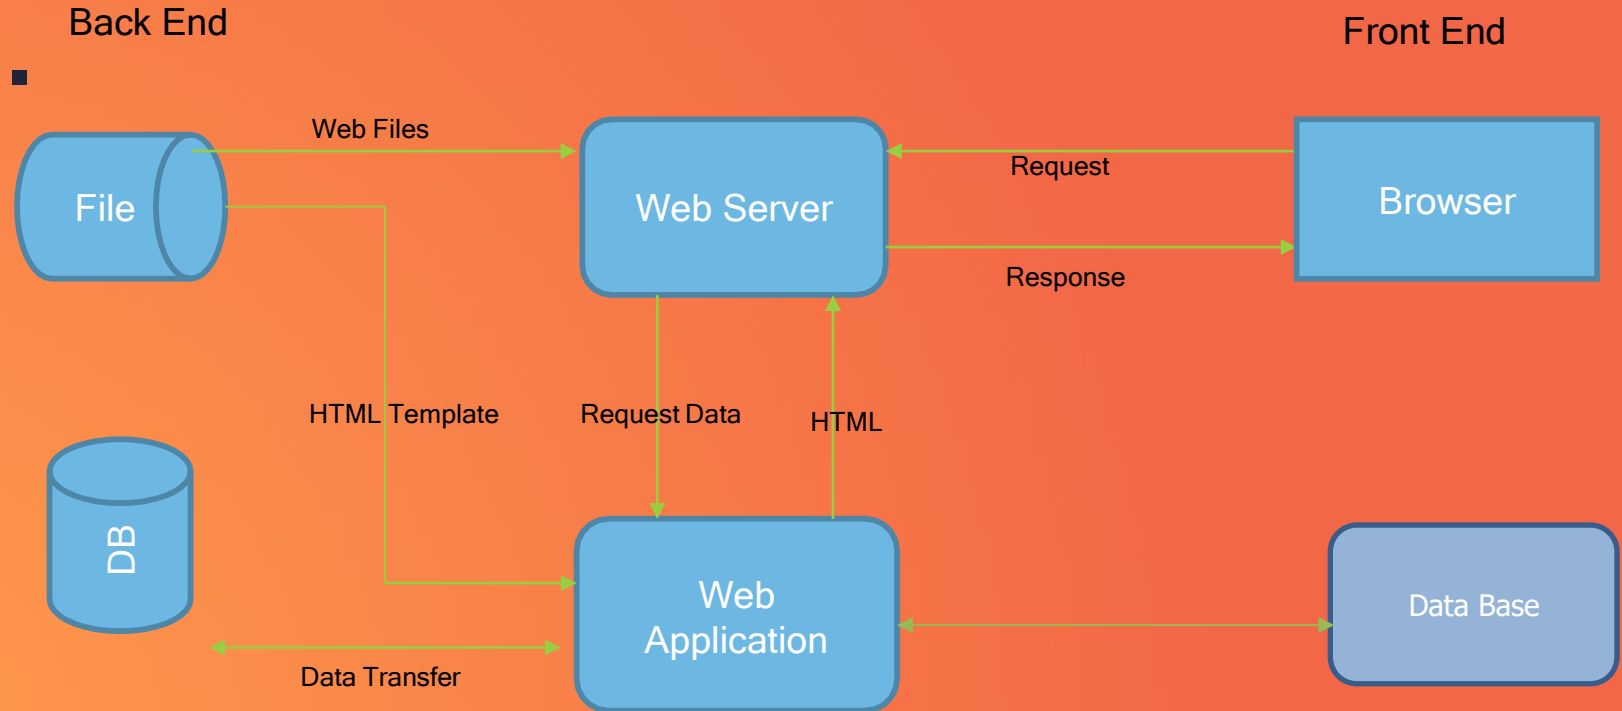 Back End
Front End
Web Files
Request
File
Web Server
Browser
Response
HTML Template
Request Data
HTML
DB
Web
Application
Data Base
Data Transfer